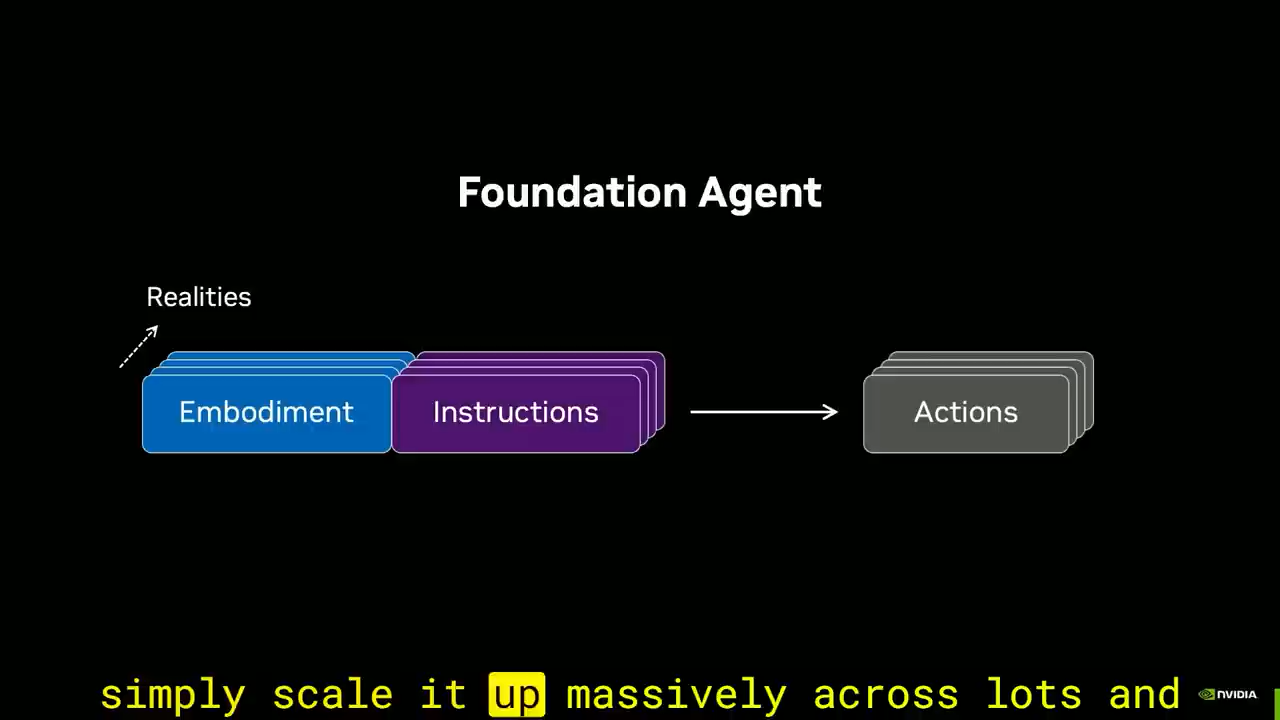 Foundation Agent
Realities
Embodiment
Instructions
Actions
simply scale it up massively across lots and
NVIDIA